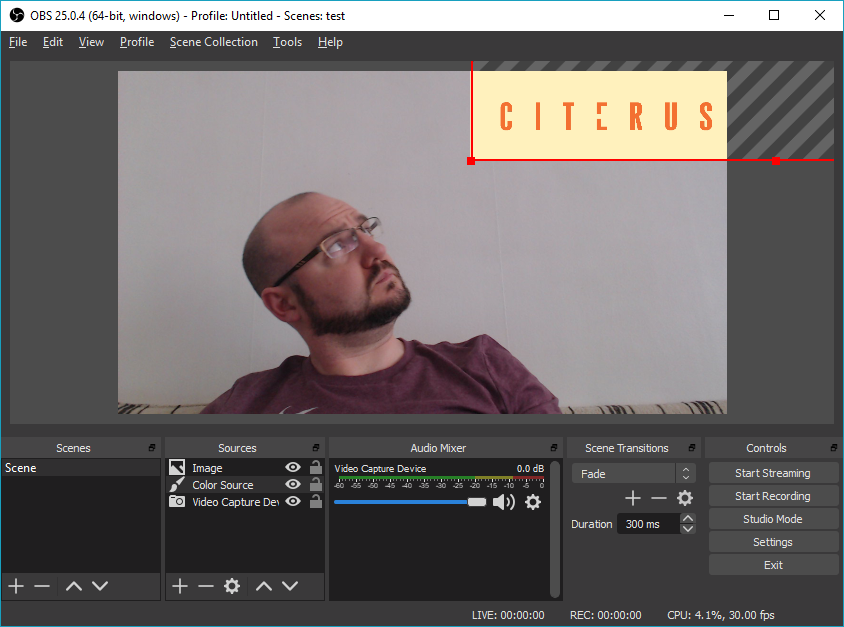 OBS 25.0.4 (64-bit, windows) - Profile: Untitled - Scenes: test
File Edit View Profile Scene Collection Tools Help
CITERUS
Scenes
Scene
Sources
Image
Color Source
Video Capture Dev
Audio Mixer
Video Capture Device 0.0 dB
-60 -55 -50 -45 -40 -35 -30 -25 -20 -15 -10 -5 0
Scene Transitions
Fade
Duration 300 ms
Controls
Start Streaming
Start Recording
Studio Mode
Settings
Exit
LIVE: 00:00:00 REC: 00:00:00 CPU: 4.1%, 30.00 fps